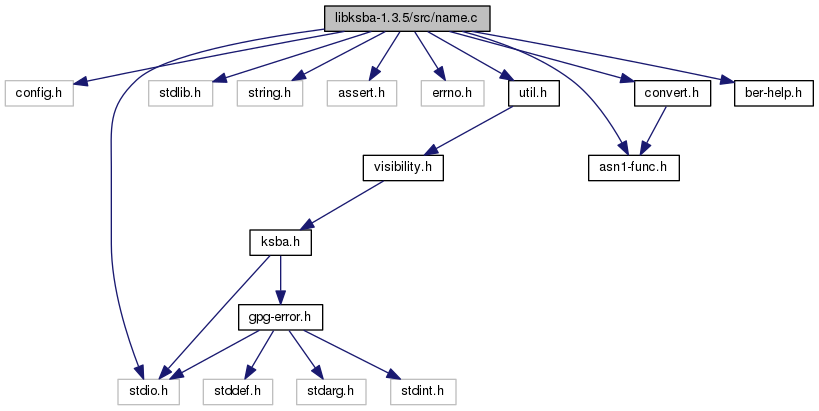 libksba-1.3.5/src/name.c
config.h
stdlib.h
string.h
assert.h
errno.h
util.h
convert.h
ber-help.h
visibility.h
asn1-func.h
ksba.h
gpg-error.h
stdio.h
stddef.h
stdarg.h
stdint.h